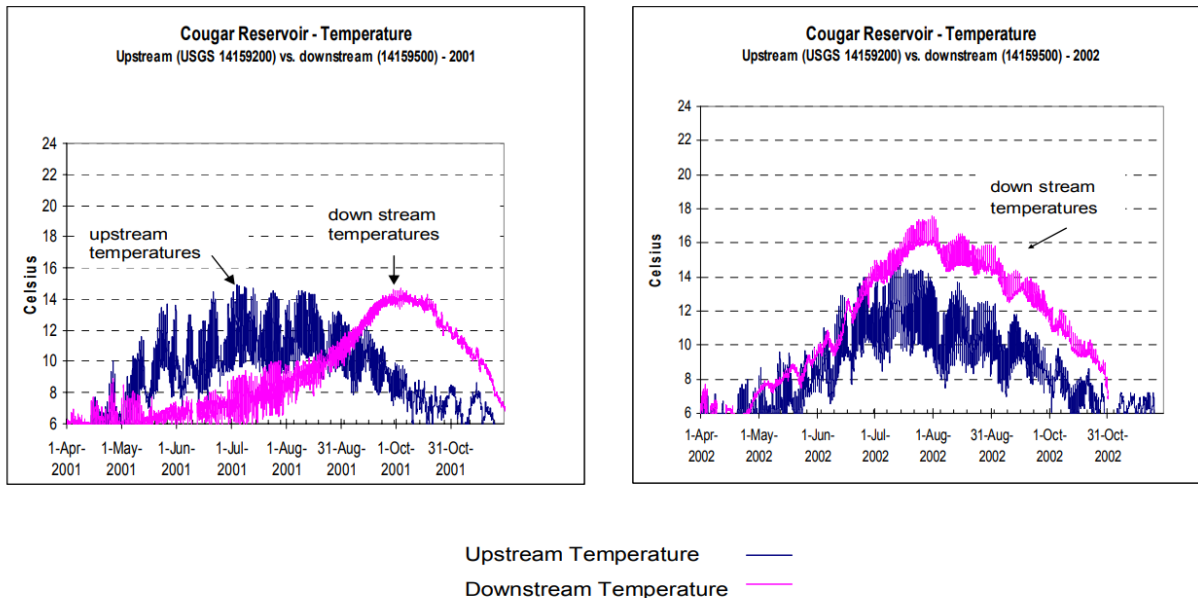 Cougar Reservoir - Temperature
Upstream (USGS 14159200) vs. downstream (14159500) - 2001
Celsius
24
22
20
18
16
14
12
10
8
6
upstream
temperatures
down stream
temperatures
1-Apr-
2001
1-May-
2001
1-Jun-
2001
1-Jul-
2001
1-Aug-
2001
31-Aug-
2001
1-Oct-
2001
31-Oct-
2001
Cougar Reservoir - Temperature
Upstream (USGS 14159200) vs. downstream (14159500) - 2002
Celsius
24
22
20
18
16
14
12
10
8
6
down stream
temperatures
1-Apr-
2002
1-May-
2002
1-Jun-
2002
1-Jul-
2002
1-Aug-
2002
31-Aug-
2002
1-Oct-
2002
31-Oct-
2002
Upstream Temperature
Downstream Temperature